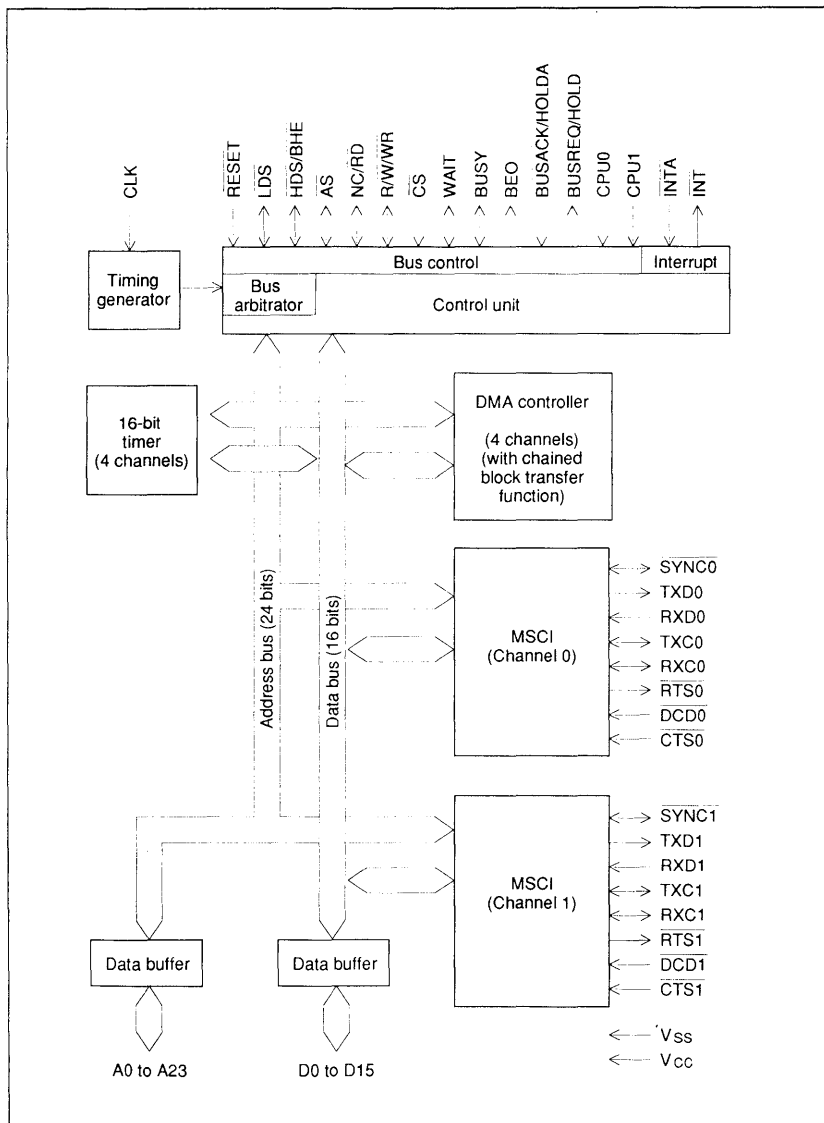 CLK
RESET
LDS
HDS/BHE
AS
NC/RD
R/W/WR
CS
WAIT
BUSY
BEO
BUSACK/HOLDA
BUSREQ/HOLD
CPU0
CPU1
INTA
INT
Timing
generator
Bus control
Interrupt
Bus
arbitrator
Control unit
16-bit
timer
(4 channels)
DMA controller
(4 channels)
(with chained
block transfer
function)
Address bus (24 bits)
Data bus (16 bits)
MSCI
(Channel 0)
SYNC0
TXD0
RXD0
TXC0
RXC0
RTS0
DCD0
CTS0
MSCI
(Channel 1)
SYNC1
TXD1
RXD1
TXC1
RXC1
RTS1
DCD1
CTS1
Data buffer
Data buffer
VSS
VCC
A0 to A23
D0 to D15